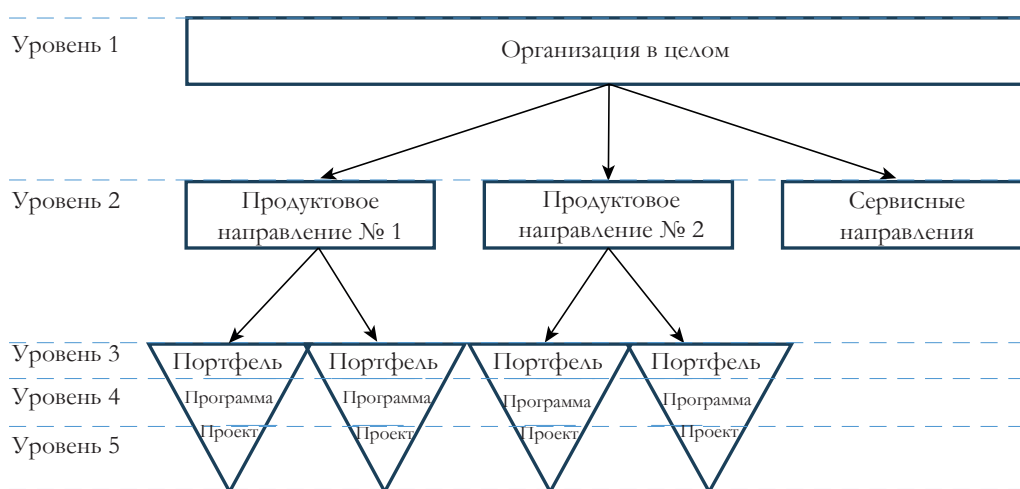 Уровень 1
Организация в целом
Уровень 2
Продуктовое
направление № 1
Продуктовое
направление № 2
Сервисные
направления
Уровень 3
Портфель
Портфель
Портфель
Портфель
Уровень 4
Программа
Программа
Программа
Программа
Уровень 5
Проект
Проект
Проект
Проект